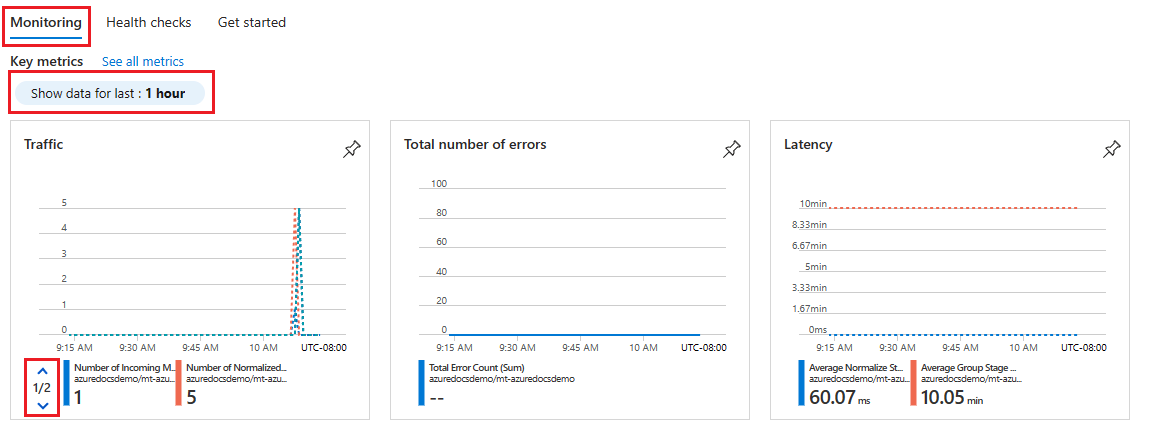 Monitoring Health checks Get started
Key metrics See all metrics
Show data for last : 1 hour
Traffic
5
4
3
2
1
0
9:15 AM 9:30 AM 9:45 AM 10 AM UTC-08:00
1/2
Number of Incoming M...
azuredocsdemo/mt-azu...
1
Number of Normalized...
azuredocsdemo/mt-azu...
5
Total number of errors
100
80
60
40
20
0
9:15 AM 9:30 AM 9:45 AM 10 AM UTC-08:00
Total Error Count (Sum)
azuredocsdemo/mt-azuredocsdemo
--
Latency
10min
8.33min
6.67min
5min
3.33min
1.67min
0ms
9:15 AM 9:30 AM 9:45 AM 10 AM UTC-08:00
Average Normalize St...
azuredocsdemo/mt-azu...
60.07 ms
Average Group Stage ...
azuredocsdemo/mt-azu...
10.05 min